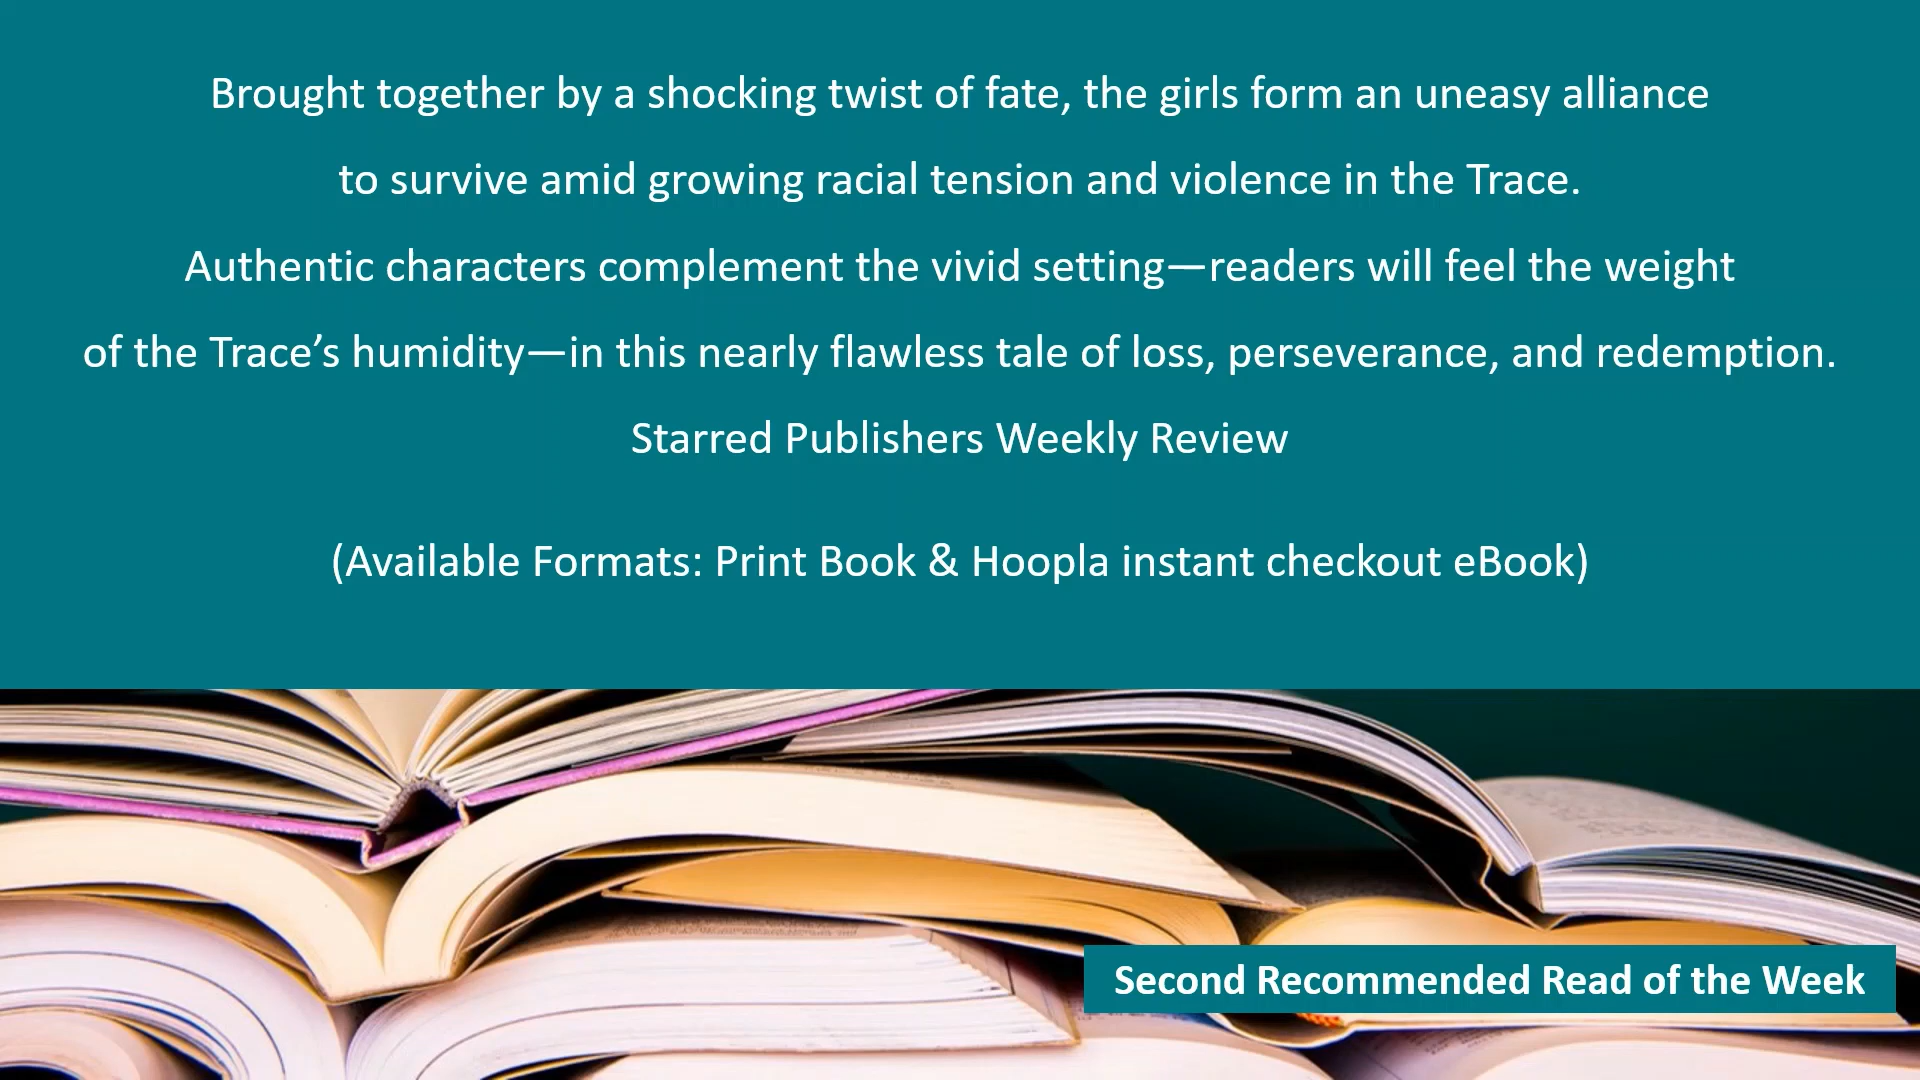 Brought together by a shocking twist of fate, the girls form an uneasy alliance
to survive amid growing racial tension and violence in the Trace.
Authentic characters complement the vivid setting—readers will feel the weight
of the Trace’s humidity—in this nearly flawless tale of loss, perseverance, and redemption.
Starred Publishers Weekly Review
(Available Formats: Print Book & Hoopla instant checkout eBook)
Second Recommended Read of the Week